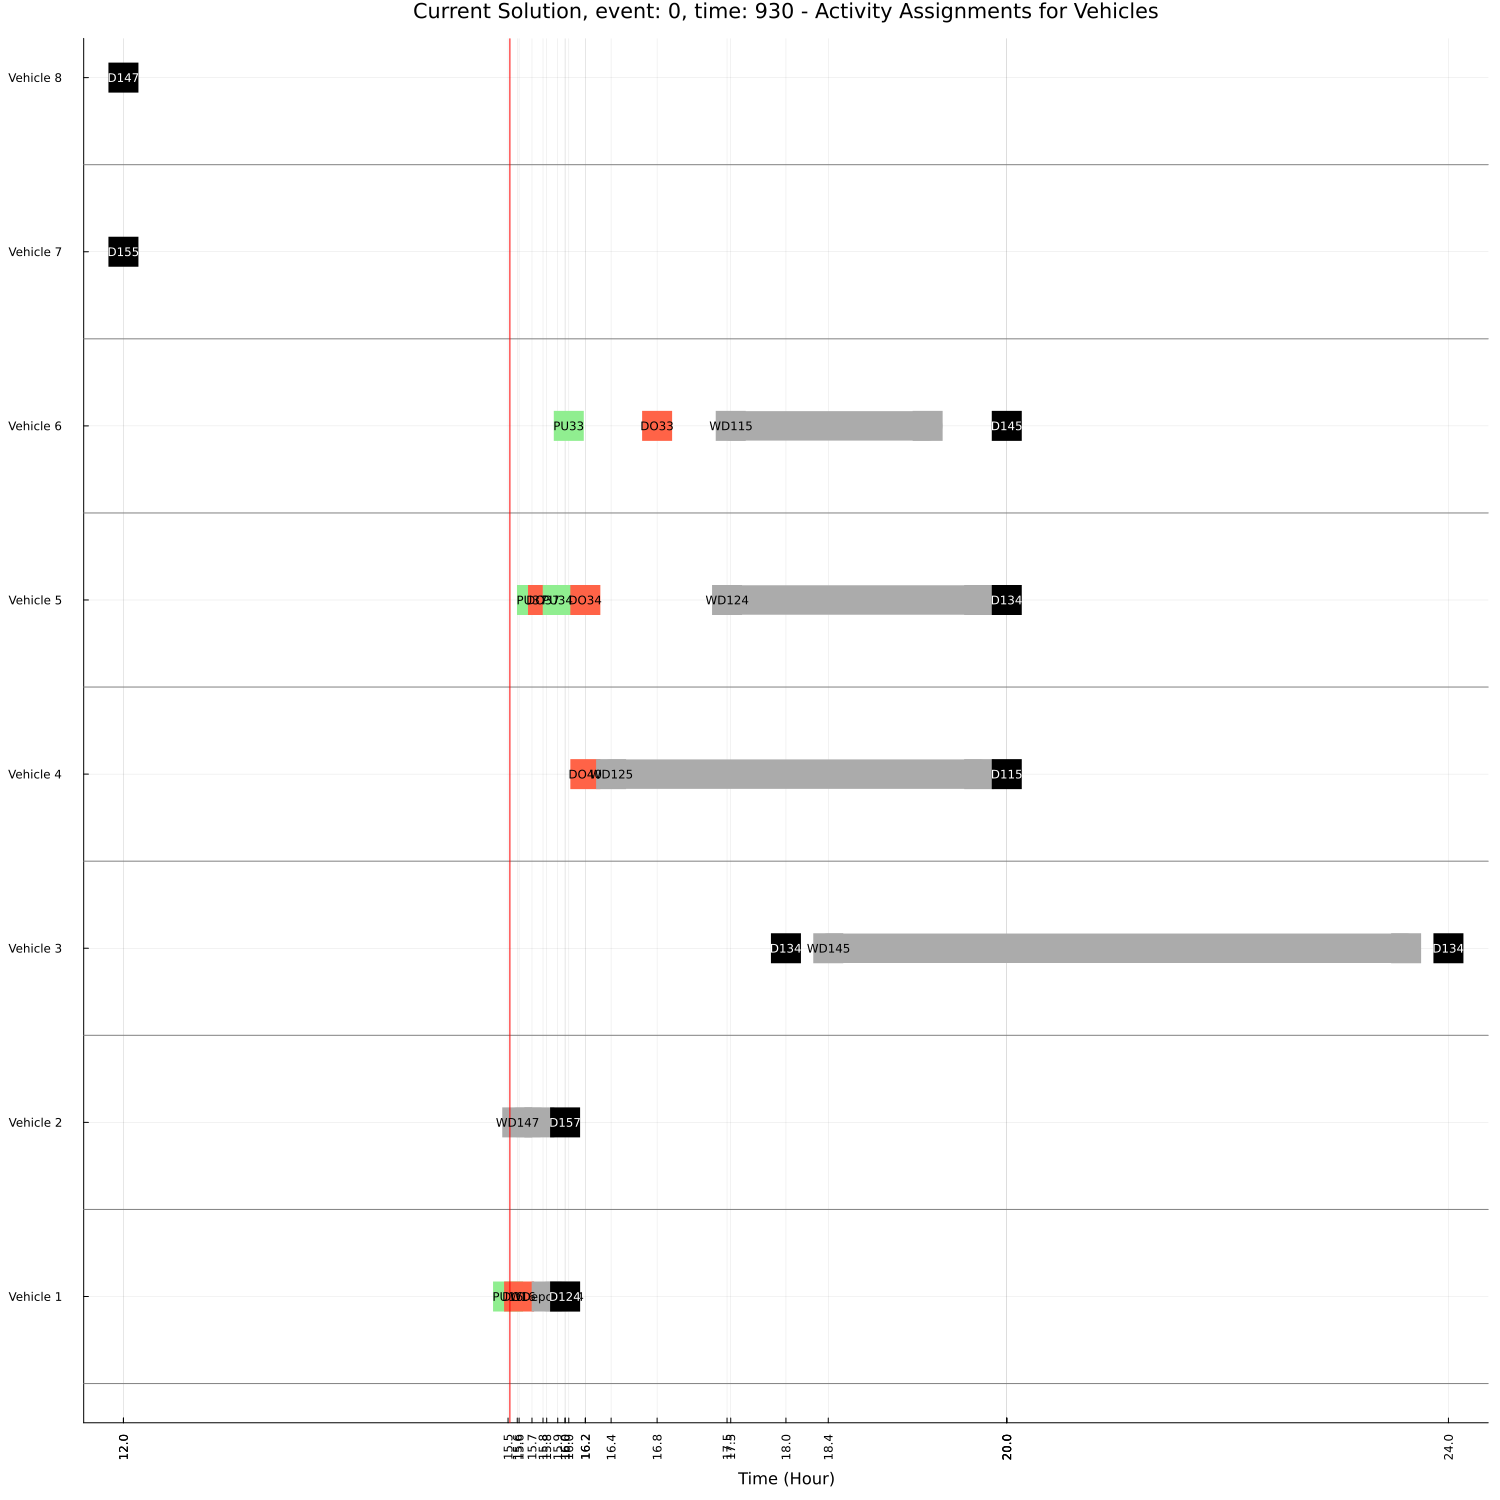 Current Solution, event: 0, time: 930 - Activity Assignments for Vehicles
Vehicle 8
D147
Vehicle 7
D155
Vehicle 6
PU33
DO33
WD115
D145
Vehicle 5
DO34
WD124
D134
Vehicle 4
WD125
D115
Vehicle 3
D134
WD145
D134
Vehicle 2
WD147
D157
Vehicle 1
D124
12.0
15.5
15.7
16.2
16.4
16.8
17.5
18.0
18.4
20.0
24.0
Time (Hour)